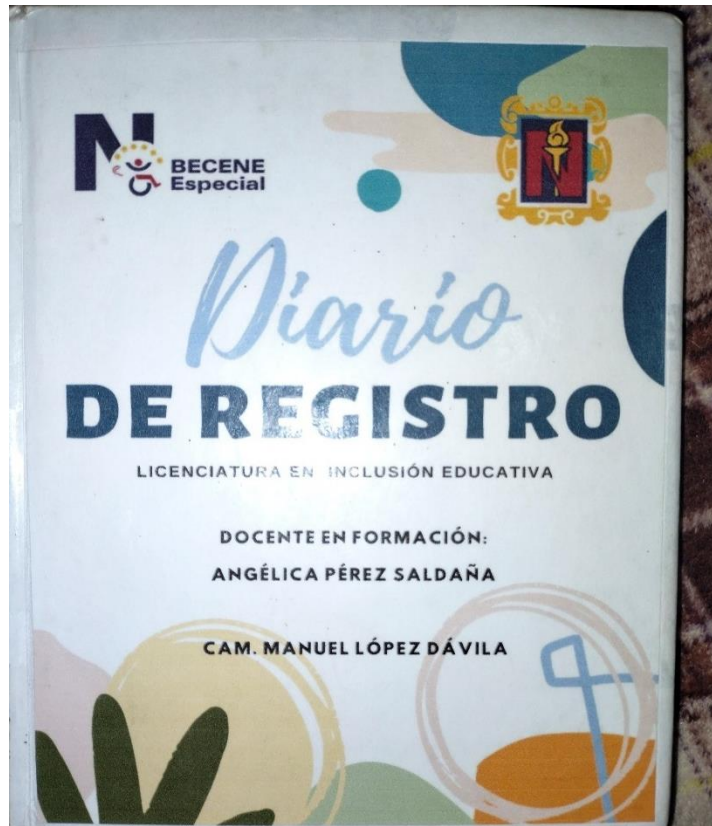 N
BECENE
Especial
N
Diario
DE REGISTRO
LICENCIATURA EN INCLUSIÓN EDUCATIVA
DOCENTE EN FORMACIÓN:
ANGÉLICA PÉREZ SALDAÑA
CAM. MANUEL LÓPEZ DÁVILA